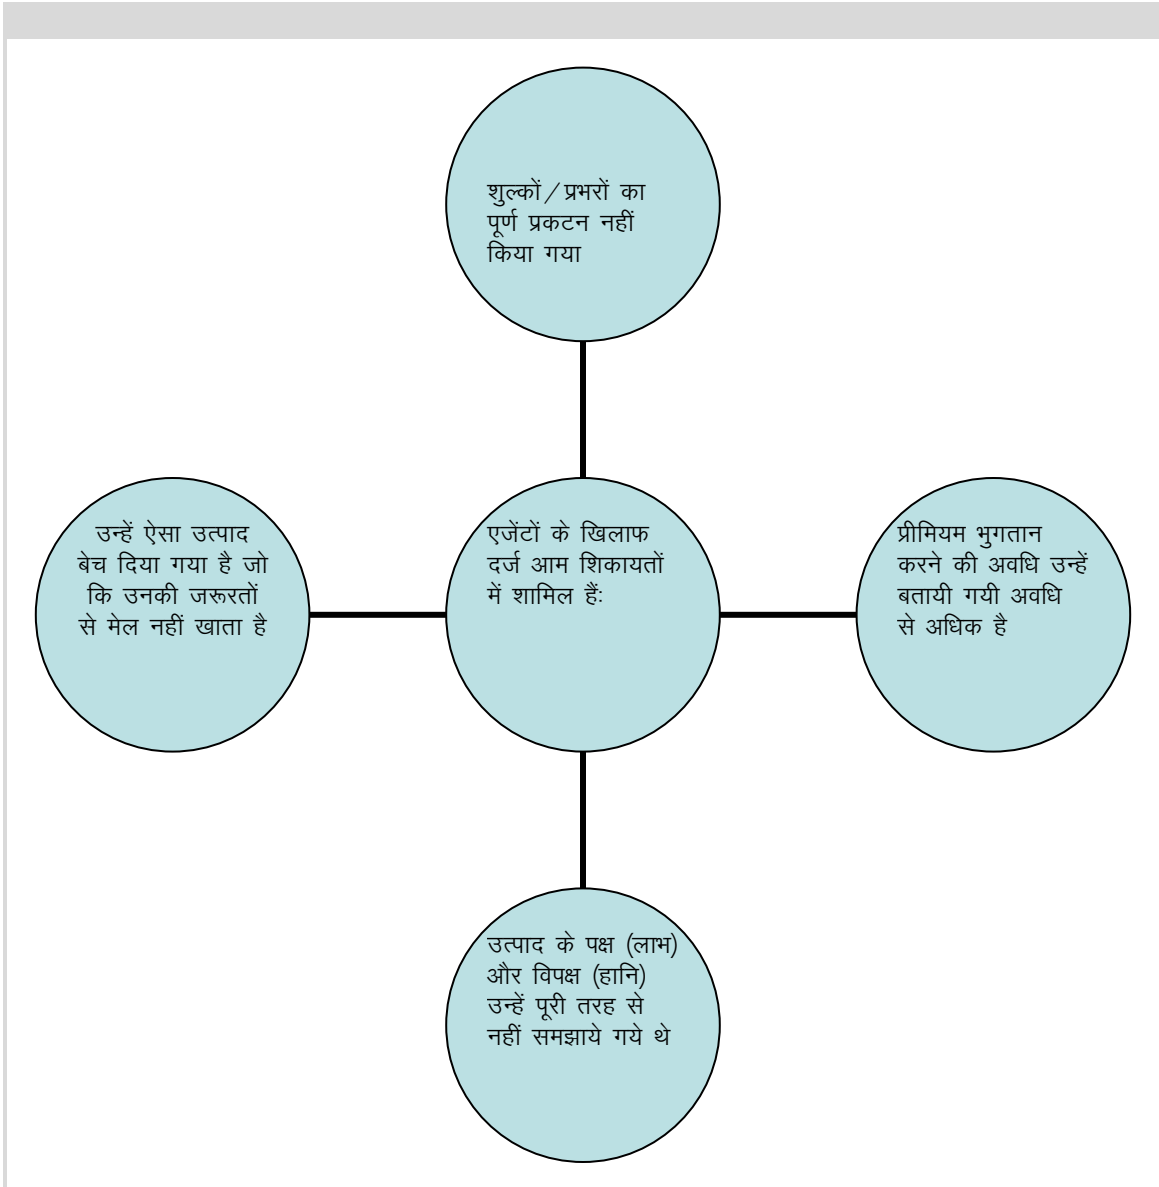 शुल्कों/प्रभरों का
पूर्ण प्रकटन नहीं
किया गया
उन्हें ऐसा उत्पाद
बेच दिया गया है जो
कि उनकी जरूरतों
से मेल नहीं खाता है
एजेंटों के खिलाफ
दर्ज आम शिकायतों
में शामिल हैंः
प्रीमियम भुगतान
करने की अवधि उन्हें
बतायी गयी अवधि
से अधिक है
उत्पाद के पक्ष (लाभ)
और विपक्ष (हानि)
उन्हें पूरी तरह से
नहीं समझाये गये थे